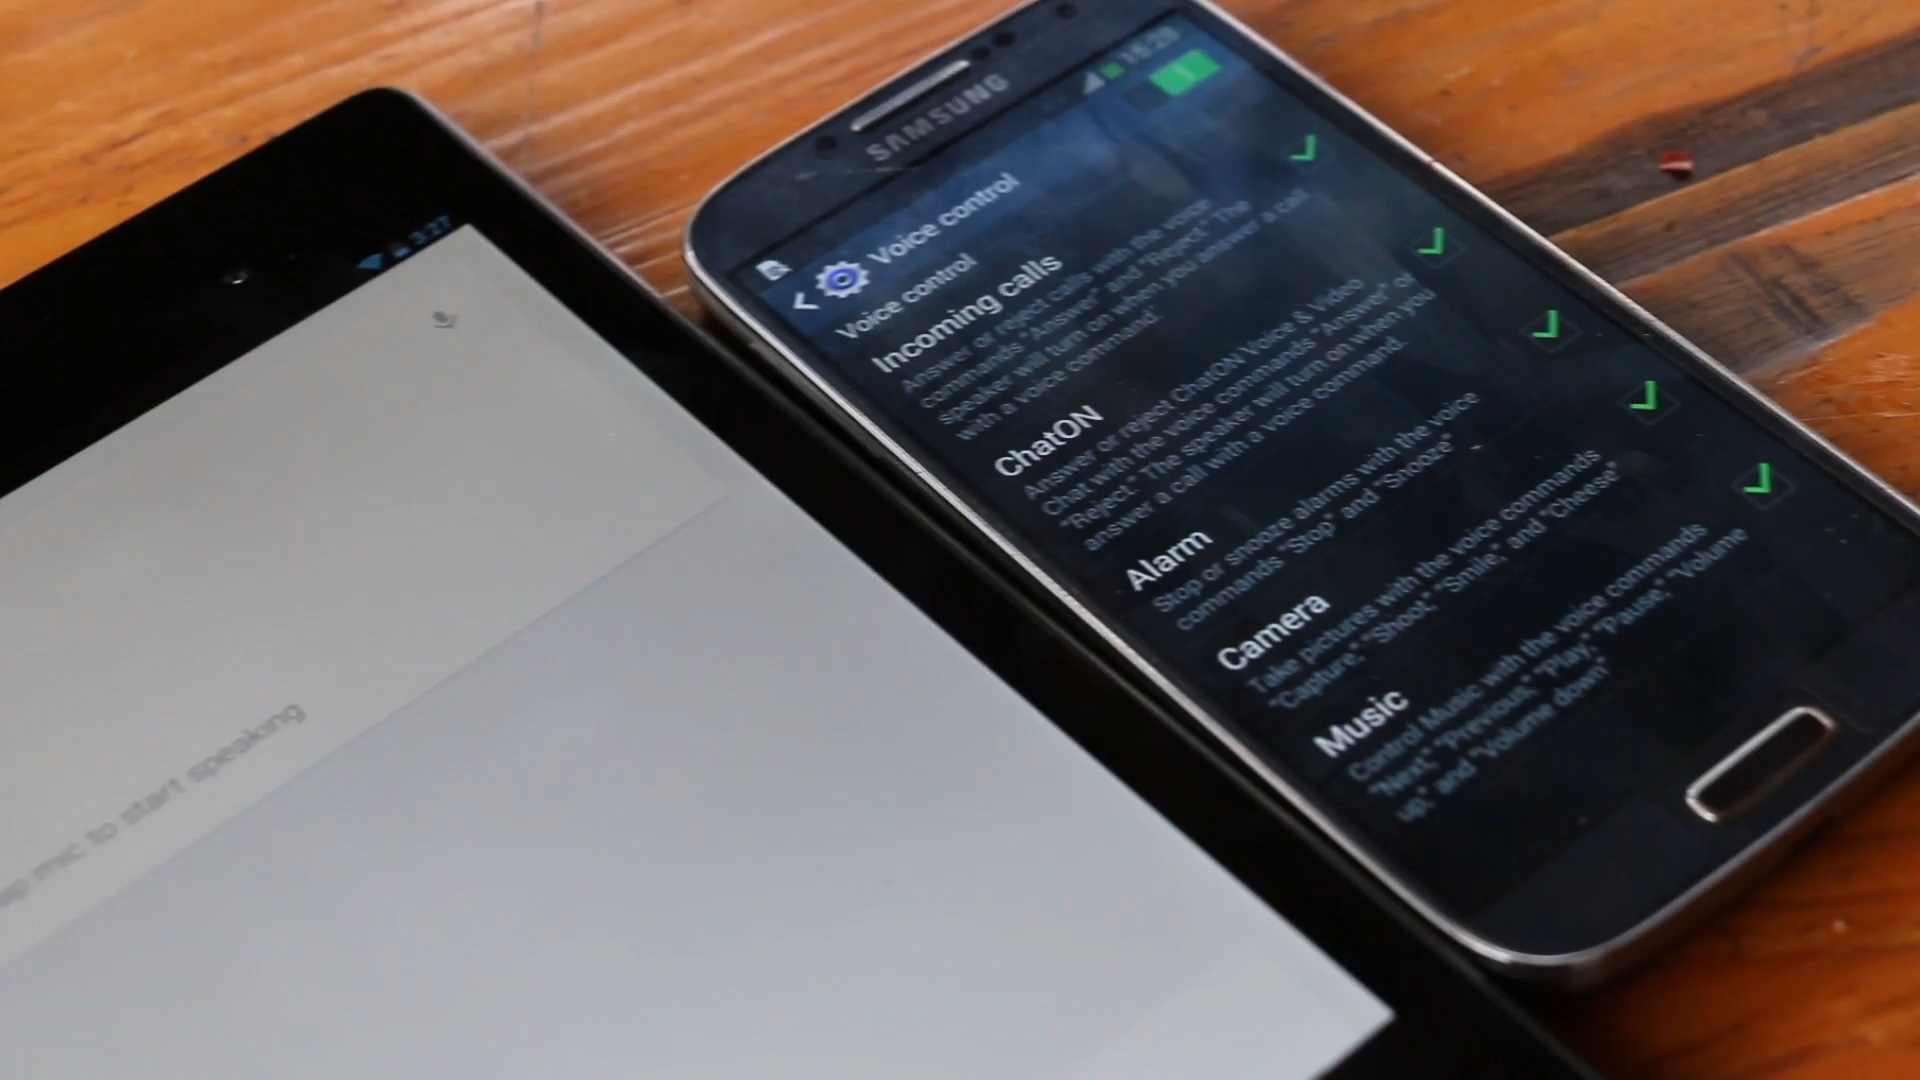 3:27
mic to start speaking
SAMSUNG
15:28
Voice control
Voice control
Incoming calls
Answer or reject calls with the voice
commands "Answer" and "Reject." The
speaker will turn on when you answer a call
with a voice command.
ChatON
Answer or reject ChatON Voice & Video
Chat with the voice commands "Answer" or
"Reject." The speaker will turn on when you
answer a call with a voice command.
Alarm
Stop or snooze alarms with the voice
commands "Stop" and "Snooze"
Camera
Take pictures with the voice commands
"Capture," "Shoot," "Smile," and "Cheese"
Music
Control Music with the voice commands
"Next," "Previous," "Play," "Pause," "Volume
up," and "Volume down"